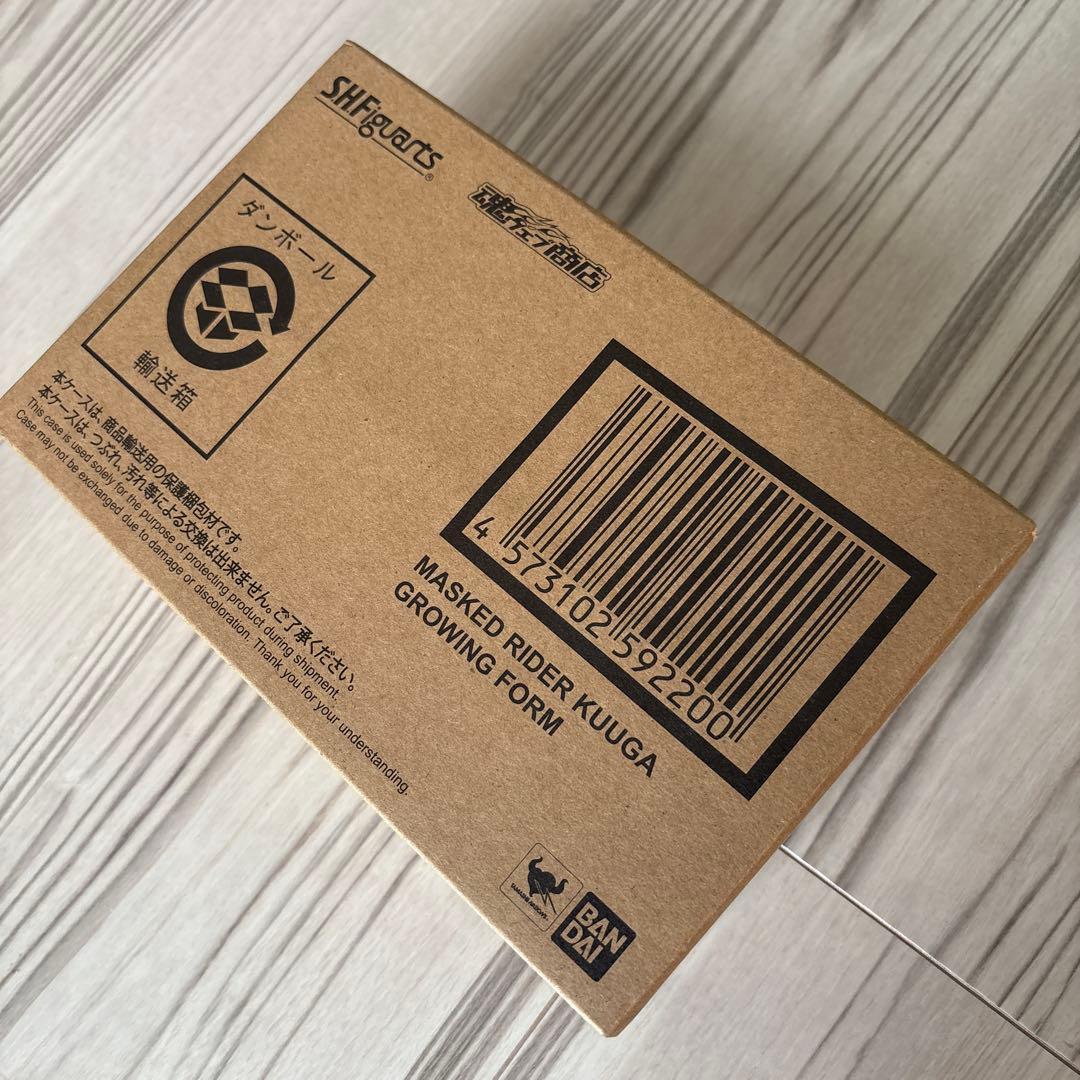 S.H.Figuarts®
魂ウェブ商店
ダンボール
輸送箱
本ケースは、商品輸送用の保護梱包材です。
本ケースは、つぶれ、汚れ等による交換は出来ません。ご了承ください。
This case is used solely for the purpose of protecting product during shipment.
Case may not be exchanged due to damage or discoloration. Thank you for your understanding.
4 573102 592200
MASKED RIDER KUUGA
GROWING FORM
TAMASHII NATIONS
BAN
DAI